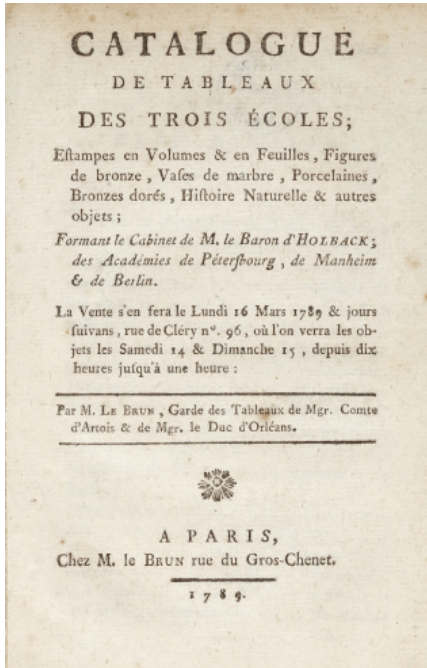 CATALOGUE
DE TABLEAUX
DES TROIS ÉCOLES;
Eſtampes en Volumes & en Feuilles, Figures
de bronze, Vaſes de marbre, Porcelaines,
Bronzes dorés, Hiſtoire Naturelle & autres
objets;
Formant le Cabinet de M. le Baron d'HOLBACK;
des Académies de Péterſbourg, de Manheim
& de Berlin.
La Vente s'en fera le Lundi 16 Mars 1789 & jours
ſuivans, rue de Cléry nº. 96, où l'on verra les ob-
jets les Samedi 14 & Dimanche 15, depuis dix
heures juſqu'à une heure:
Par M. LE BRUN, Garde des Tableaux de Mgr. Comte
d'Artois & de Mgr. le Duc d'Orléans.
A PARIS,
Chez M. le BRUN rue du Gros-Chenet.
1789.